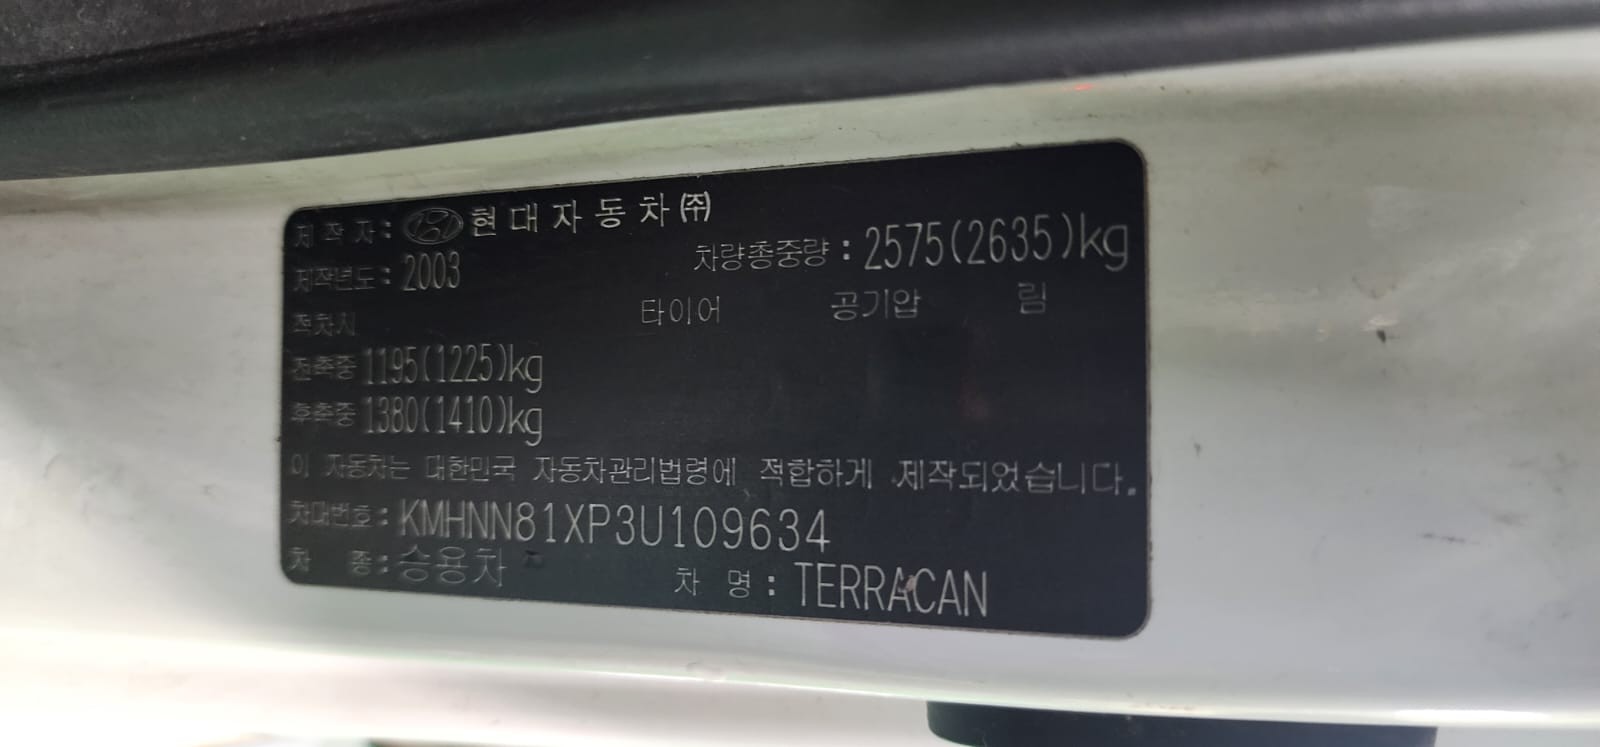 제작자: 현대자동차㈜
제작년도: 2003 차량총중량: 2575(2635)kg
적차시 타이어 공기압 림
전축중 1195(1225)kg
후축중 1380(1410)kg
이 자동차는 대한민국 자동차관리법령에 적합하게 제작되었습니다.
차대번호: KMHNN81XP3U109634
차 종: 승용차 차 명: TERRACAN